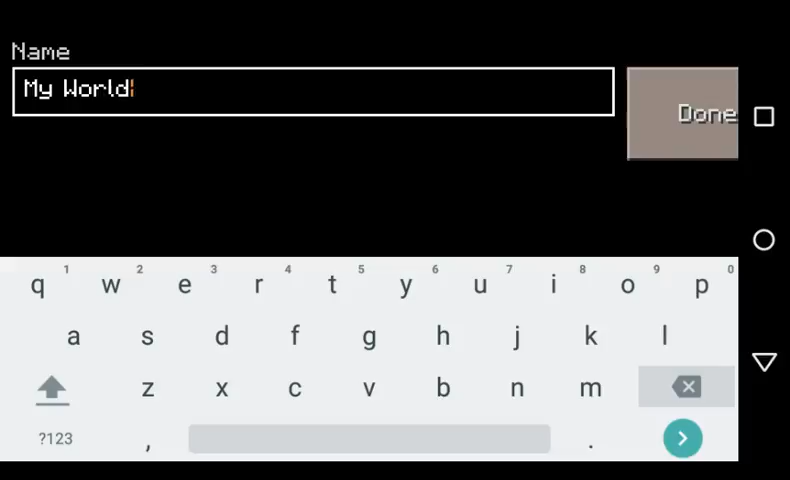 Name
My World
Done
q 1 w 2 e 3 r 4 t 5 y 6 u 7 i 8 o 9 p 0
a s d f g h j k l
z x c v b n m
?123 , .